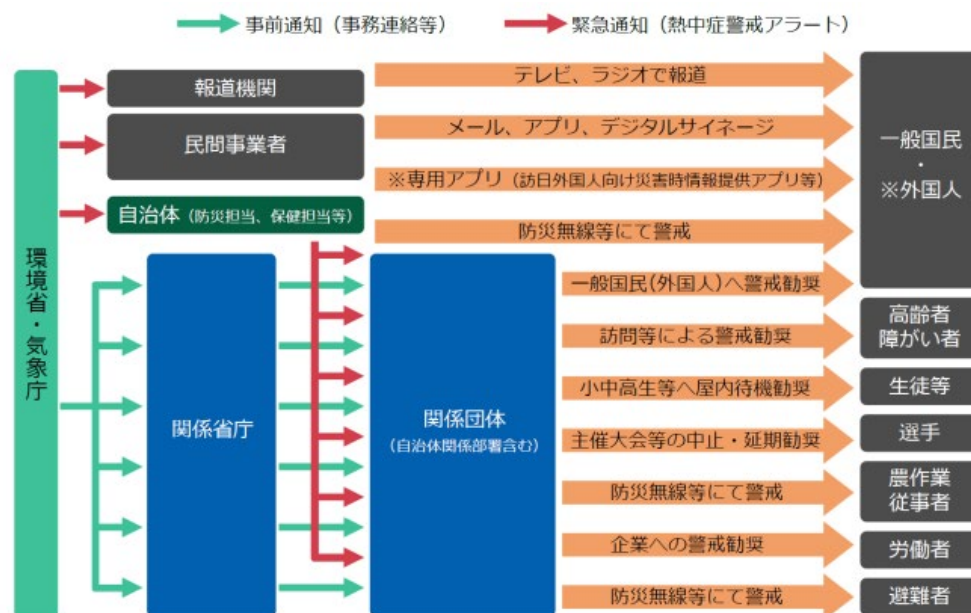 事前通知（事務連絡等）
緊急通知（熱中症警戒アラート）
環境省・気象庁
報道機関
テレビ、ラジオで報道
民間事業者
メール、アプリ、デジタルサイネージ
※専用アプリ（訪日外国人向け災害時情報提供アプリ等）
自治体（防災担当、保健担当等）
防災無線等にて警戒
一般国民
・
※外国人
関係省庁
関係団体
（自治体関係部署含む）
一般国民(外国人)へ警戒勧奨
訪問等による警戒勧奨
高齢者
障がい者
小中高生等へ屋内待機勧奨
生徒等
主催大会等の中止・延期勧奨
選手
防災無線等にて警戒
農作業
従事者
企業への警戒勧奨
労働者
防災無線等にて警戒
避難者